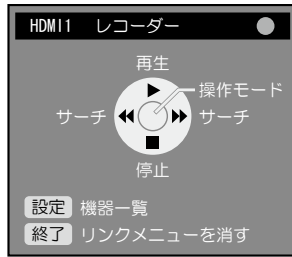 HDMI1 レコーダー
再生
操作モード
サーチ サーチ
停止
設定 機器一覧
終了 リンクメニューを消す